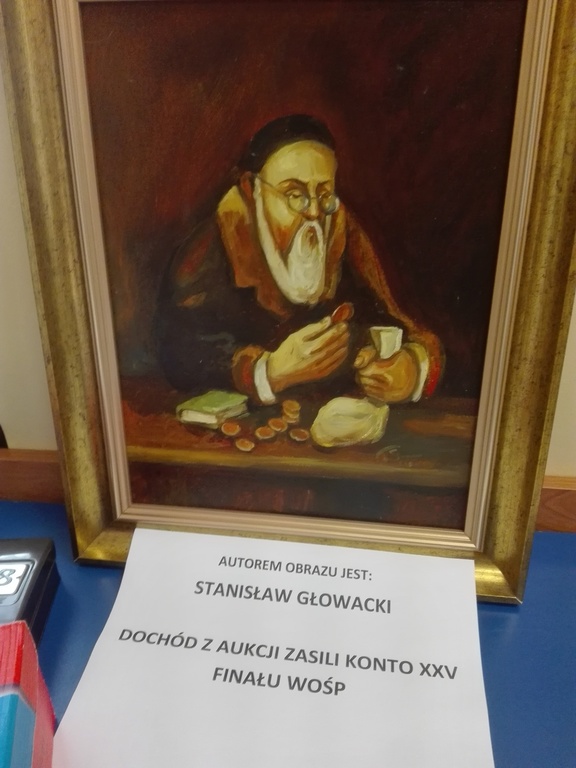 AUTOREM OBRAZU JEST:
STANISŁAW GŁOWACKI
DOCHÓD Z AUKCJI ZASILI KONTO XXV
FINAŁU WOŚP